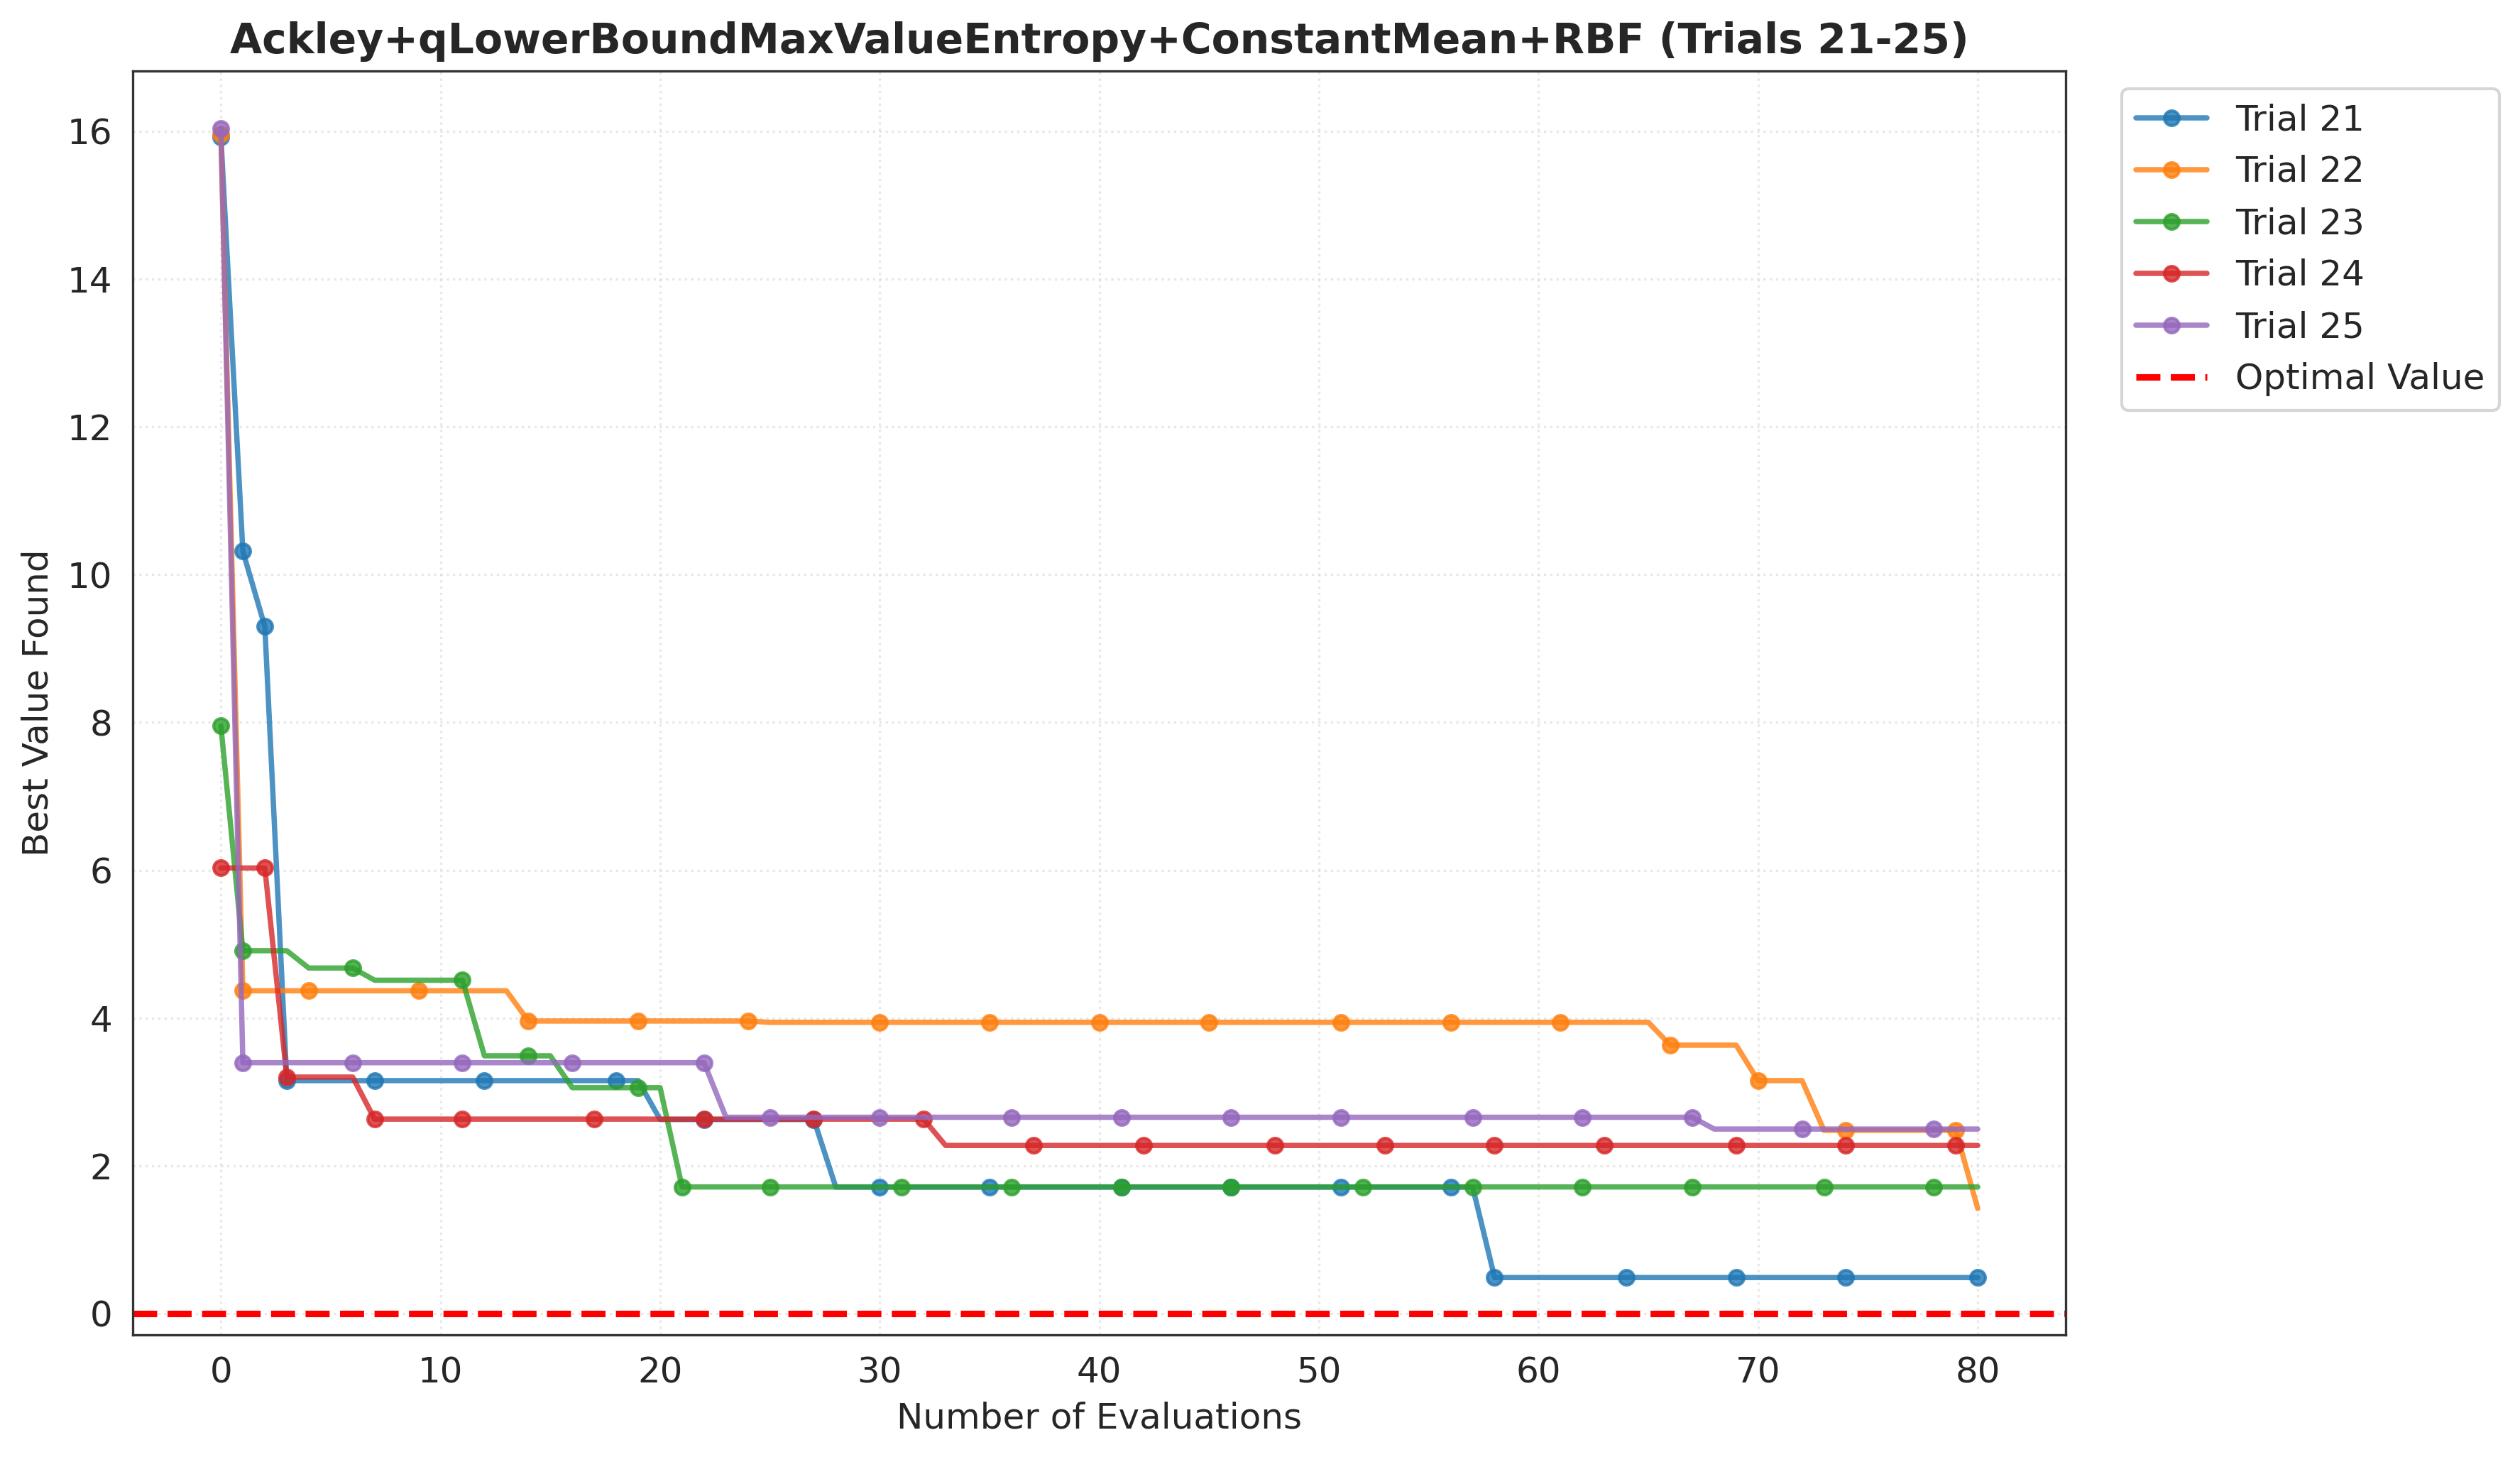 Ackley+qLowerBoundMaxValueEntropy+ConstantMean+RBF (Trials 21-25)
Best Value Found
16
14
12
10
8
6
4
2
0
0 10 20 30 40 50 60 70 80
Number of Evaluations
Trial 21
Trial 22
Trial 23
Trial 24
Trial 25
Optimal Value